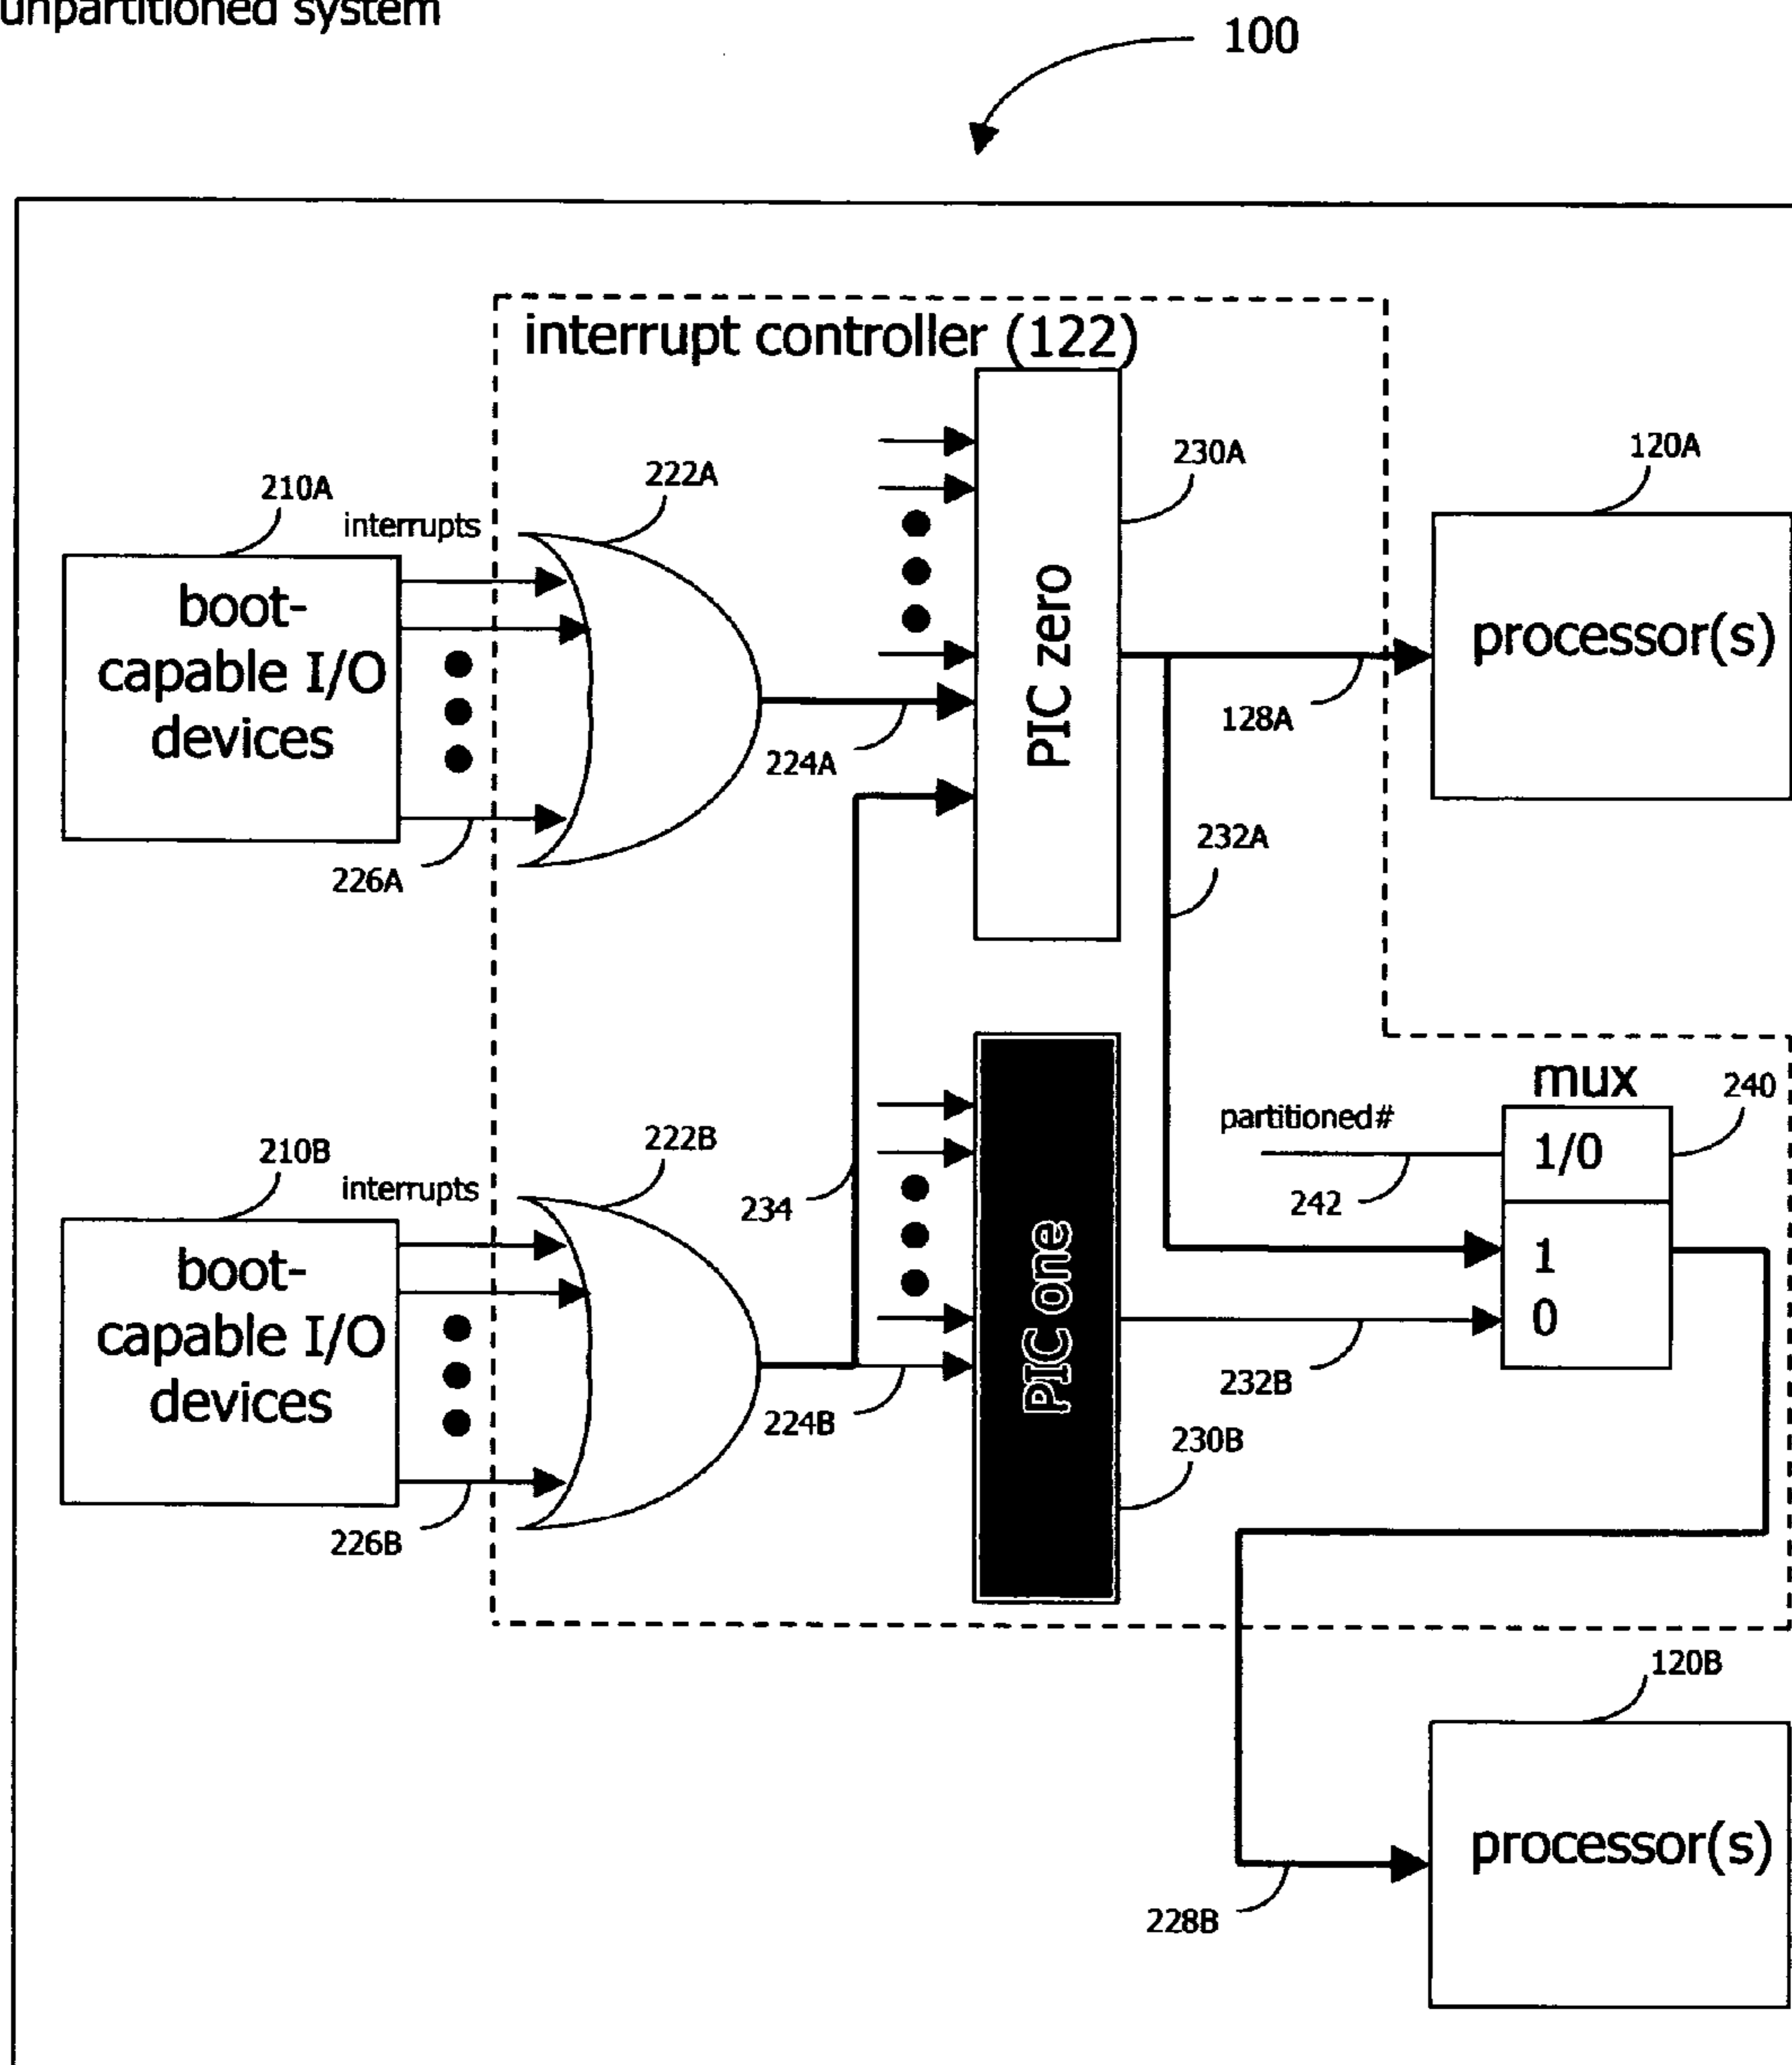 unpartitioned system
100
interrupt controller (122)
210A
interrupts
222A
230A
120A
boot-
capable I/O
devices
PIC zero
processor(s)
224A
128A
226A
232A
mux
240
partitioned#
1/0
210B
interrupts
222B
234
242
1
0
boot-
capable I/O
devices
PIC one
232B
224B
230B
226B
120B
processor(s)
228B